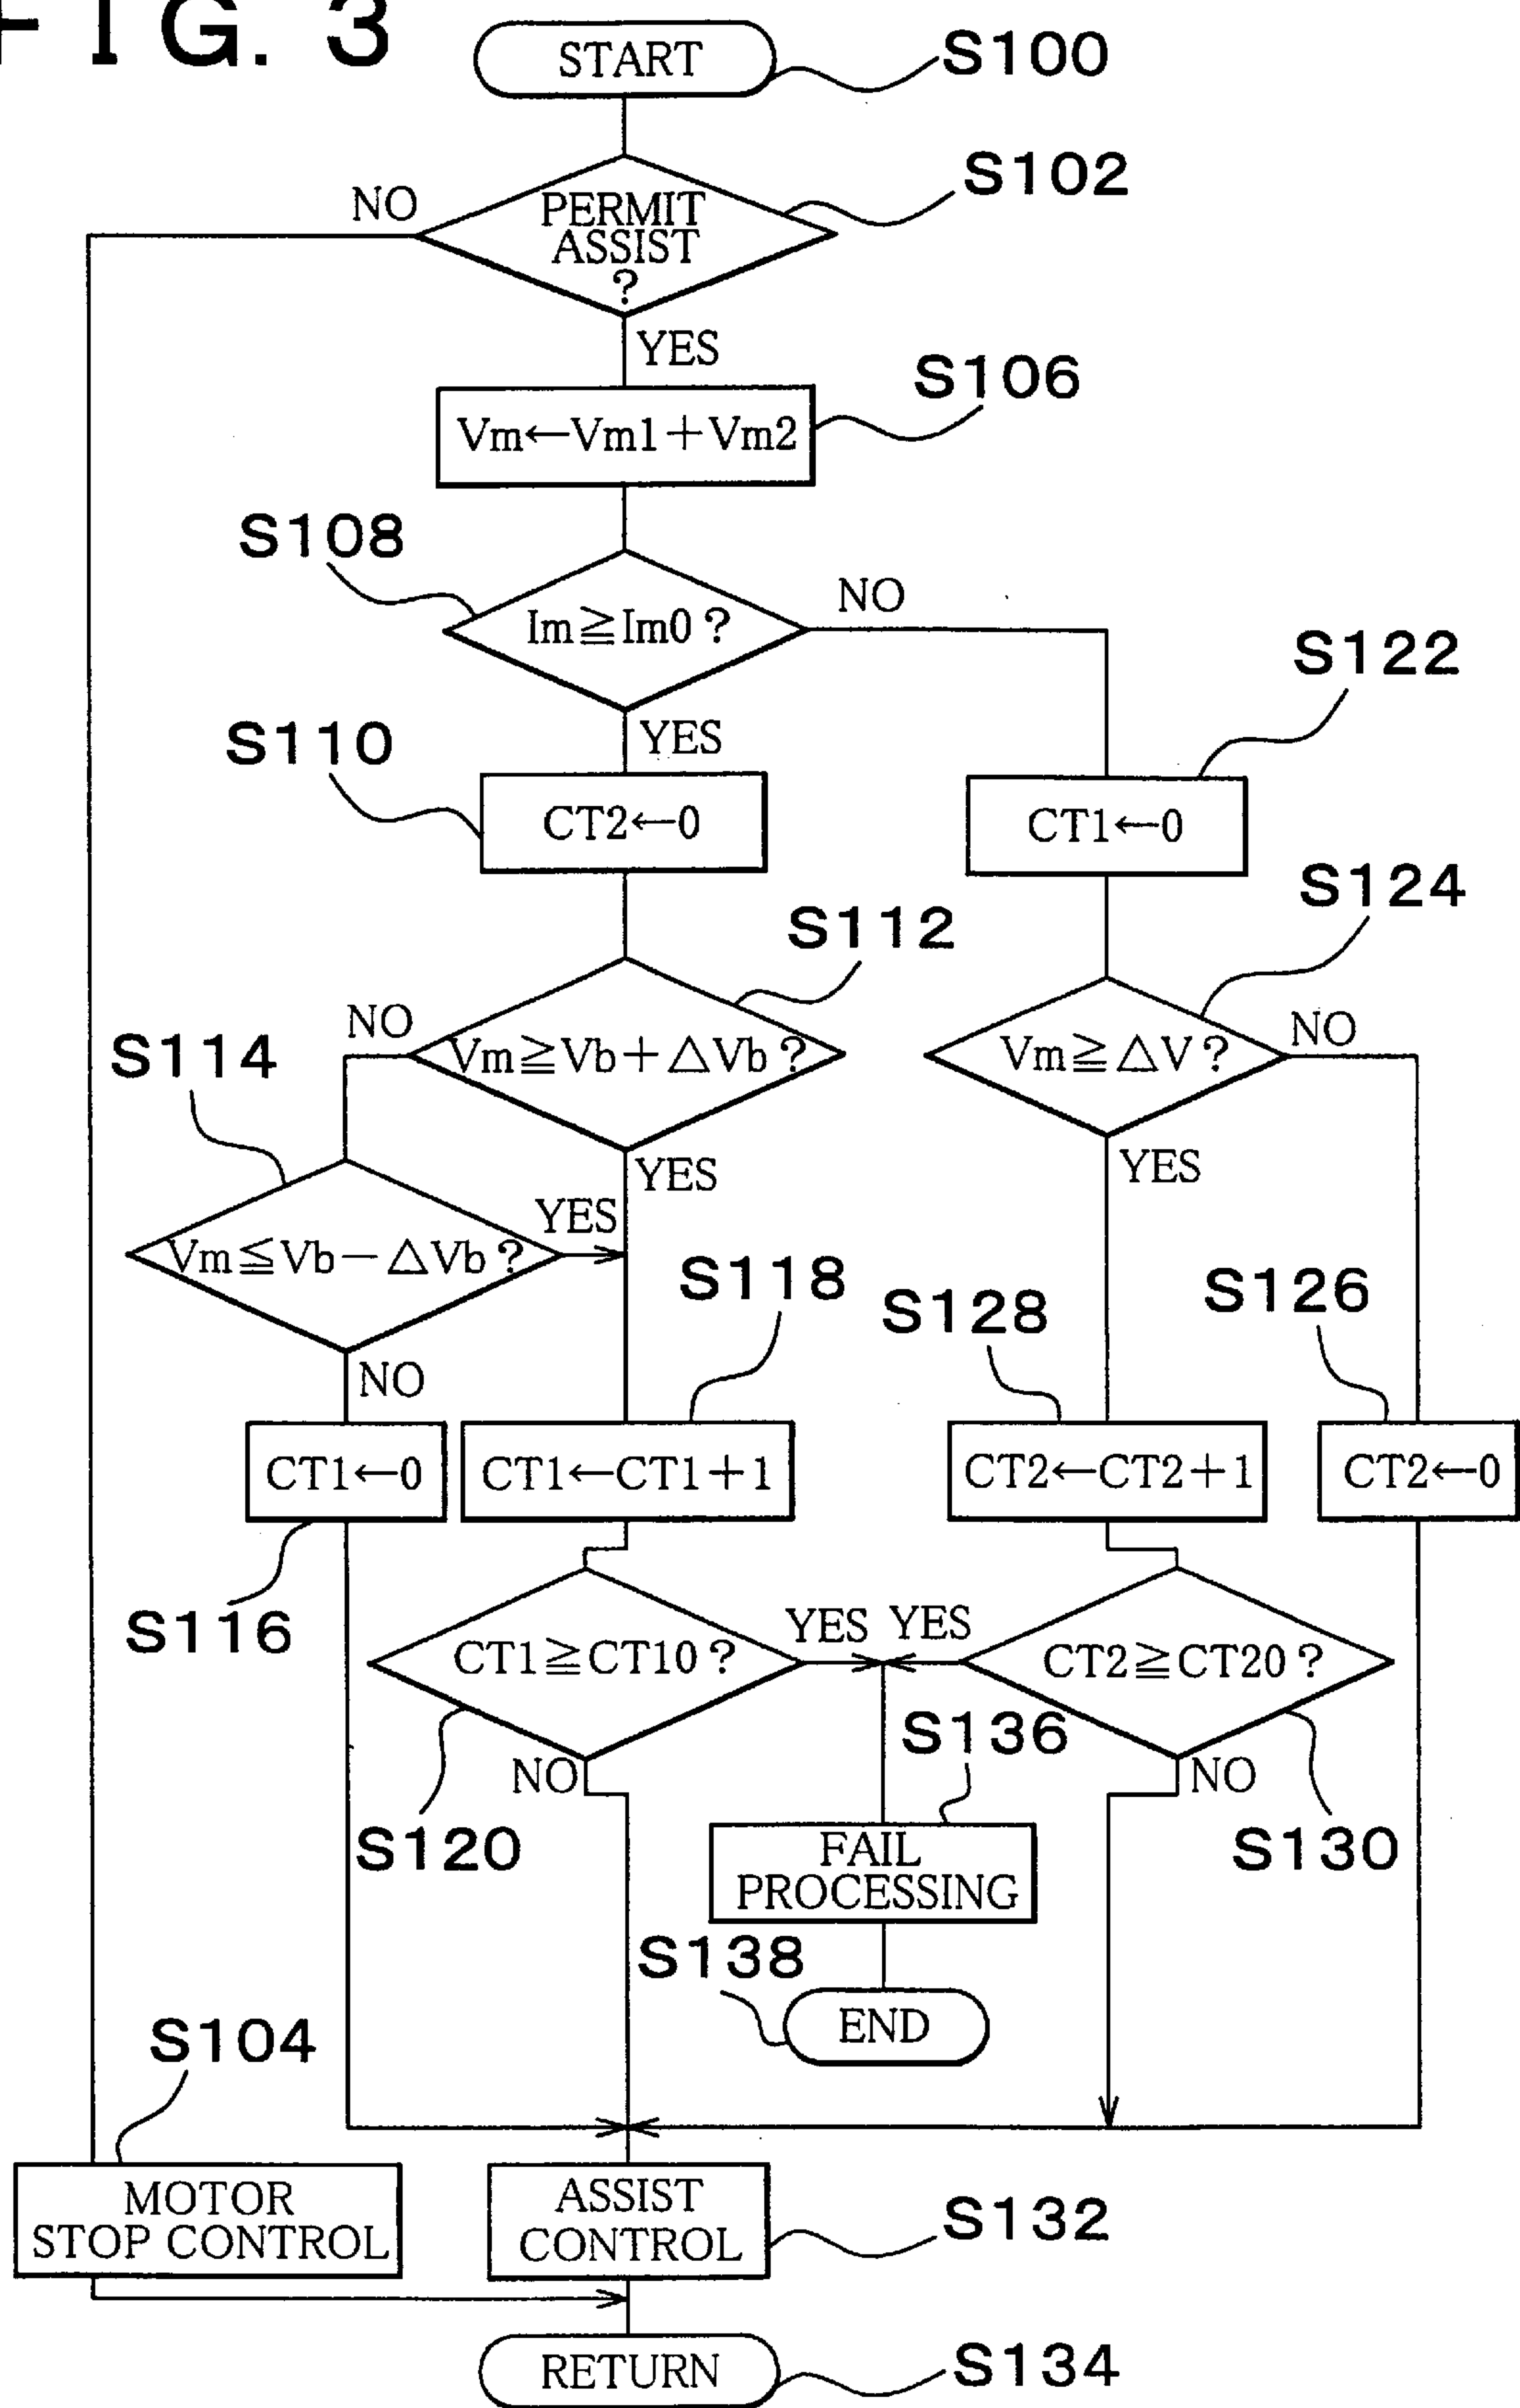 FIG. 3
START
S100
S102
NO
PERMIT
ASSIST
?
YES
S106
Vm←Vm1+Vm2
S108
Im≧Im0?
NO
S122
YES
S110
CT2←0
CT1←0
S124
S112
NO
Vm≧Vb+△Vb?
Vm≧△V?
NO
S114
YES
YES
YES
Vm≦Vb−△Vb?
S118
S128
S126
NO
CT1←0
CT1←CT1+1
CT2←CT2+1
CT2←0
S116
YES
YES
CT1≧CT10?
CT2≧CT20?
S136
NO
NO
S120
FAIL
PROCESSING
S130
S138
END
S104
MOTOR
STOP CONTROL
ASSIST
CONTROL
S132
RETURN
S134